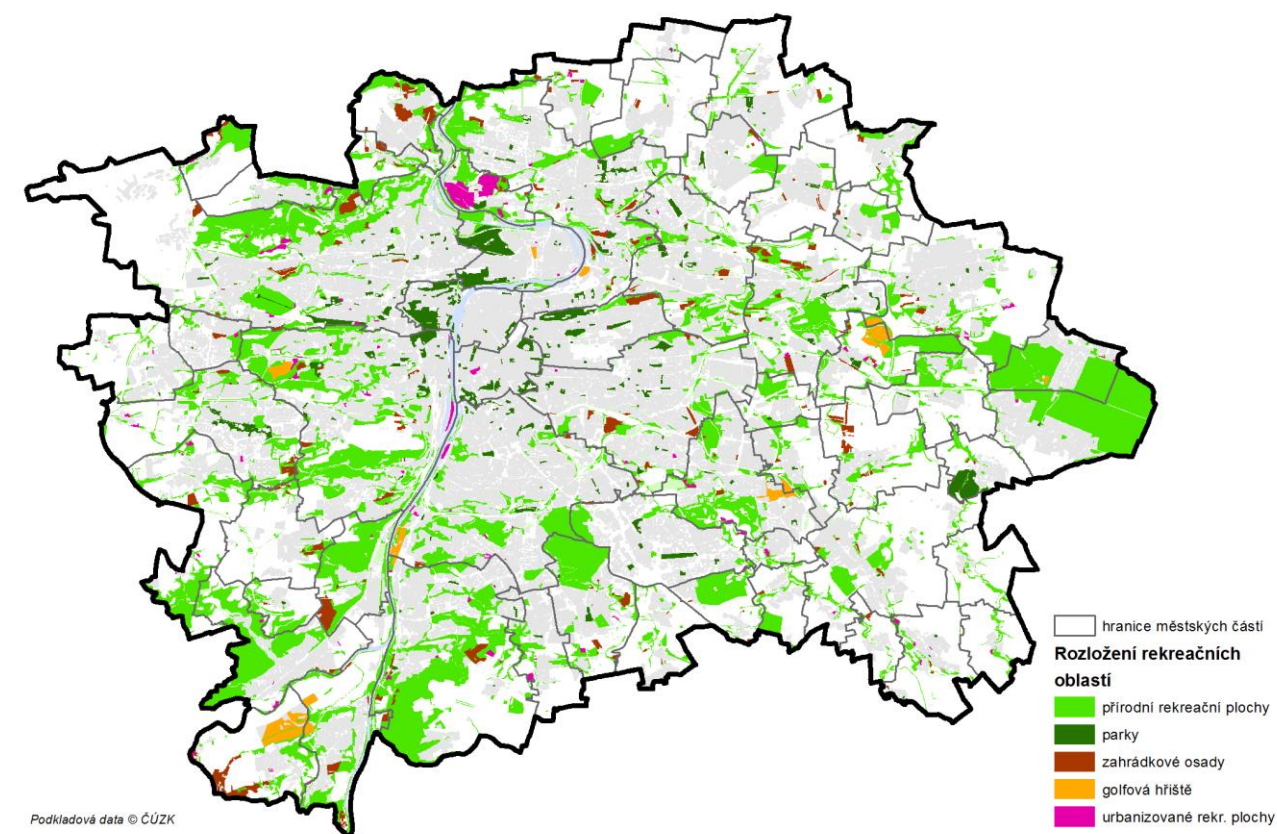 hranice městských částí
Rozložení rekreačních
oblastí
přírodní rekreační plochy
parky
zahrádkové osady
golfová hřiště
urbanizované rekr. plochy
Podkladová data © ČÚZK